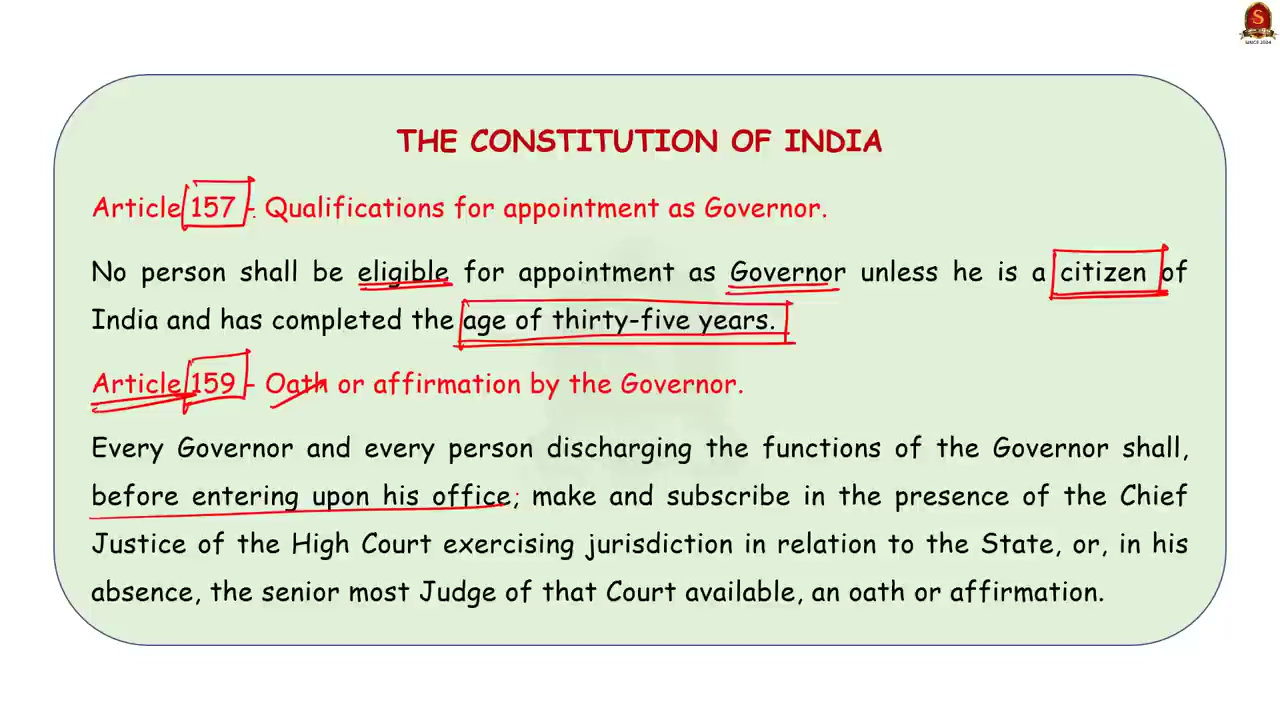 S
SINCE 2004
THE CONSTITUTION OF INDIA
Article 157 - Qualifications for appointment as Governor.
No person shall be eligible for appointment as Governor unless he is a citizen of
India and has completed the age of thirty-five years.
Article 159 - Oath or affirmation by the Governor.
Every Governor and every person discharging the functions of the Governor shall,
before entering upon his office; make and subscribe in the presence of the Chief
Justice of the High Court exercising jurisdiction in relation to the State, or, in his
absence, the senior most Judge of that Court available, an oath or affirmation.